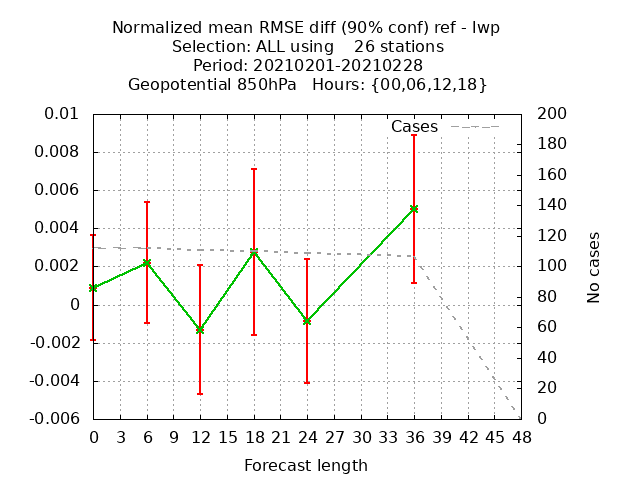 Normalized mean RMSE diff (90% conf) ref - lwp
Selection: ALL using    26 stations
Period: 20210201-20210228
Geopotential 850hPa   Hours: {00,06,12,18}
0.01
0.008
0.006
0.004
0.002
0
-0.002
-0.004
-0.006
Cases
200
180
160
140
120
100
80
60
40
20
0
No cases
0 3 6 9 12 15 18 21 24 27 30 33 36 39 42 45 48
Forecast length